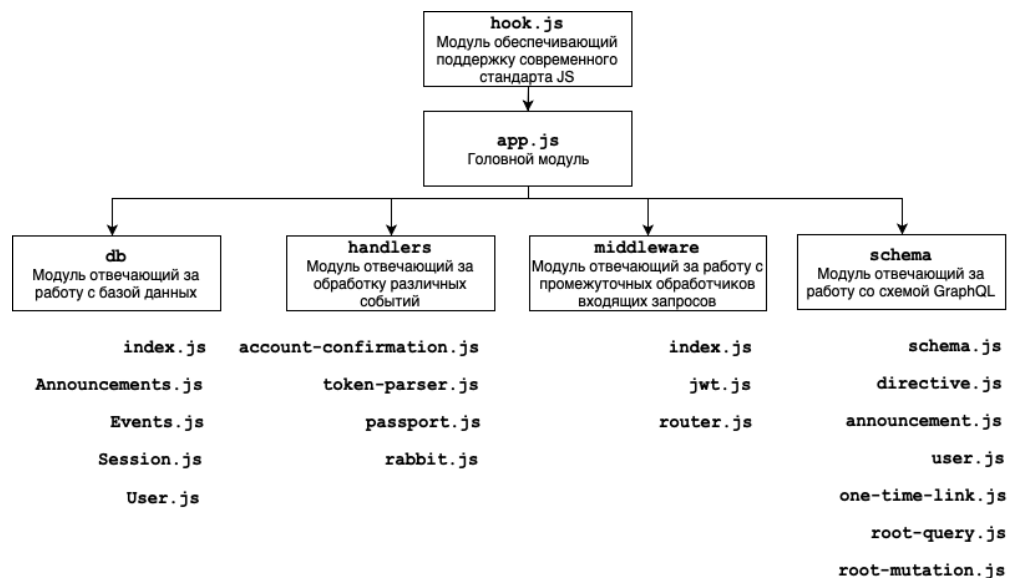 hook.js
Модуль обеспечивающий
поддержку современного
стандарта JS
app.js
Головной модуль
db
Модуль отвечающий за
работу с базой данных
handlers
Модуль отвечающий за
обработку различных
событий
middleware
Модуль отвечающий за работу с
промежуточных обработчиков
входящих запросов
schema
Модуль отвечающий за
работу со схемой GraphQL
index.js
Announcements.js
Events.js
Session.js
User.js
account-confirmation.js
token-parser.js
passport.js
rabbit.js
index.js
jwt.js
router.js
schema.js
directive.js
announcement.js
user.js
one-time-link.js
root-query.js
root-mutation.js